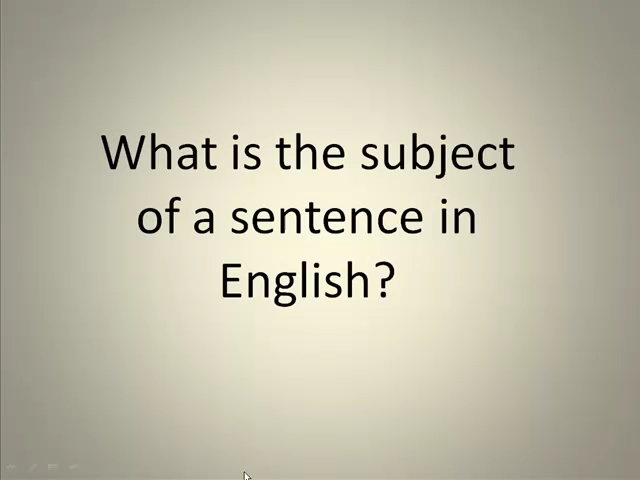 What is the subject
of a sentence in
English?